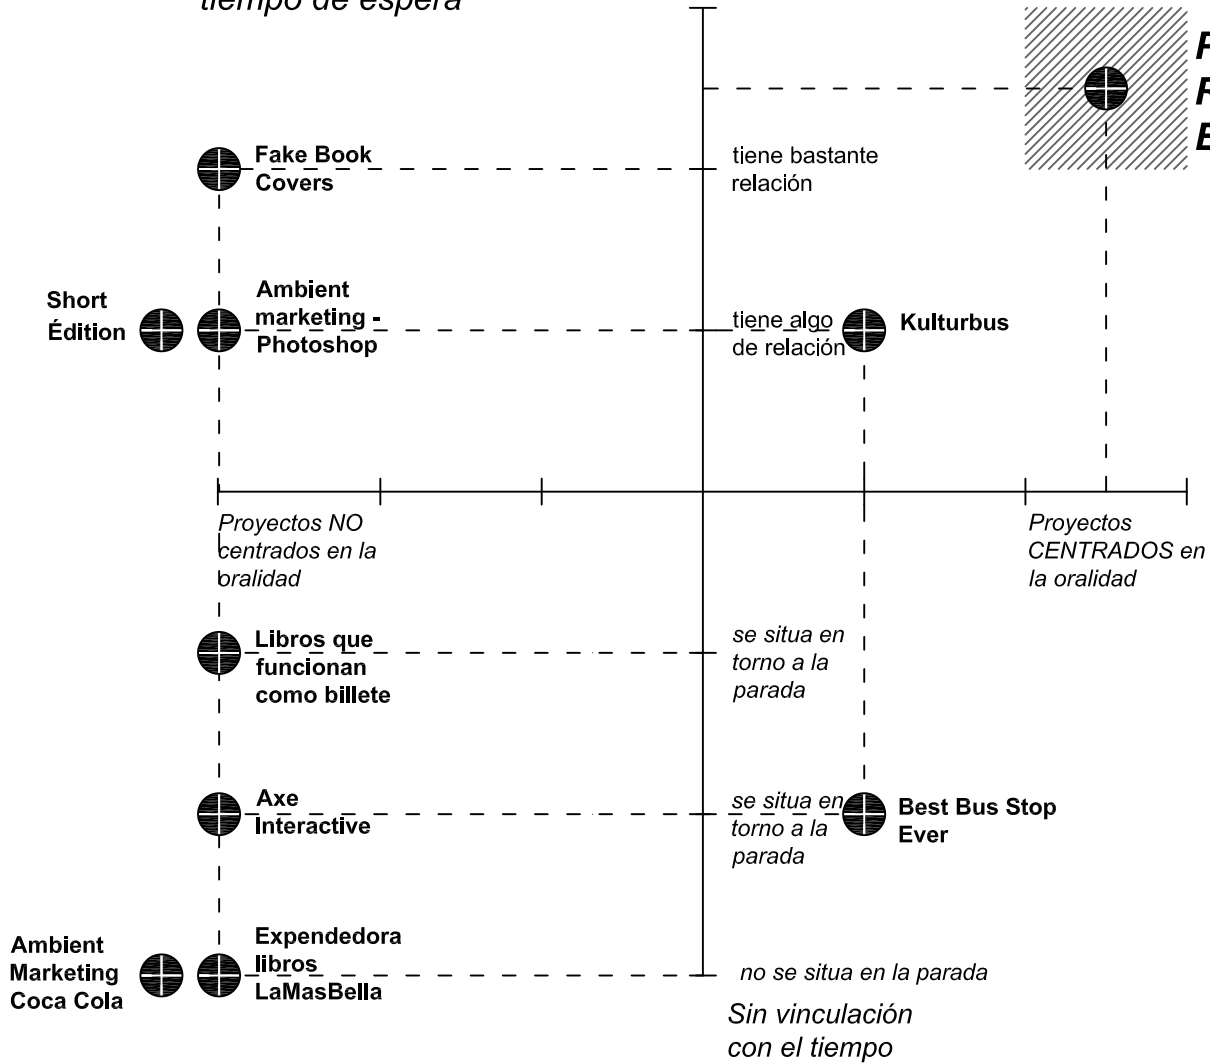 tiempo de espera
Fake Book
Covers
tiene bastante
relación
Short
Édition
Ambient
marketing -
Photoshop
tiene algo
de relación
Kulturbus
Proyectos NO
centrados en la
oralidad
Proyectos
CENTRADOS en
la oralidad
Libros que
funcionan
como billete
se situa en
torno a la
parada
Axe
Interactive
se situa en
torno a la
parada
Best Bus Stop
Ever
Ambient
Marketing
Coca Cola
Expendedora
libros
LaMasBella
no se situa en la parada
Sin vinculación
con el tiempo